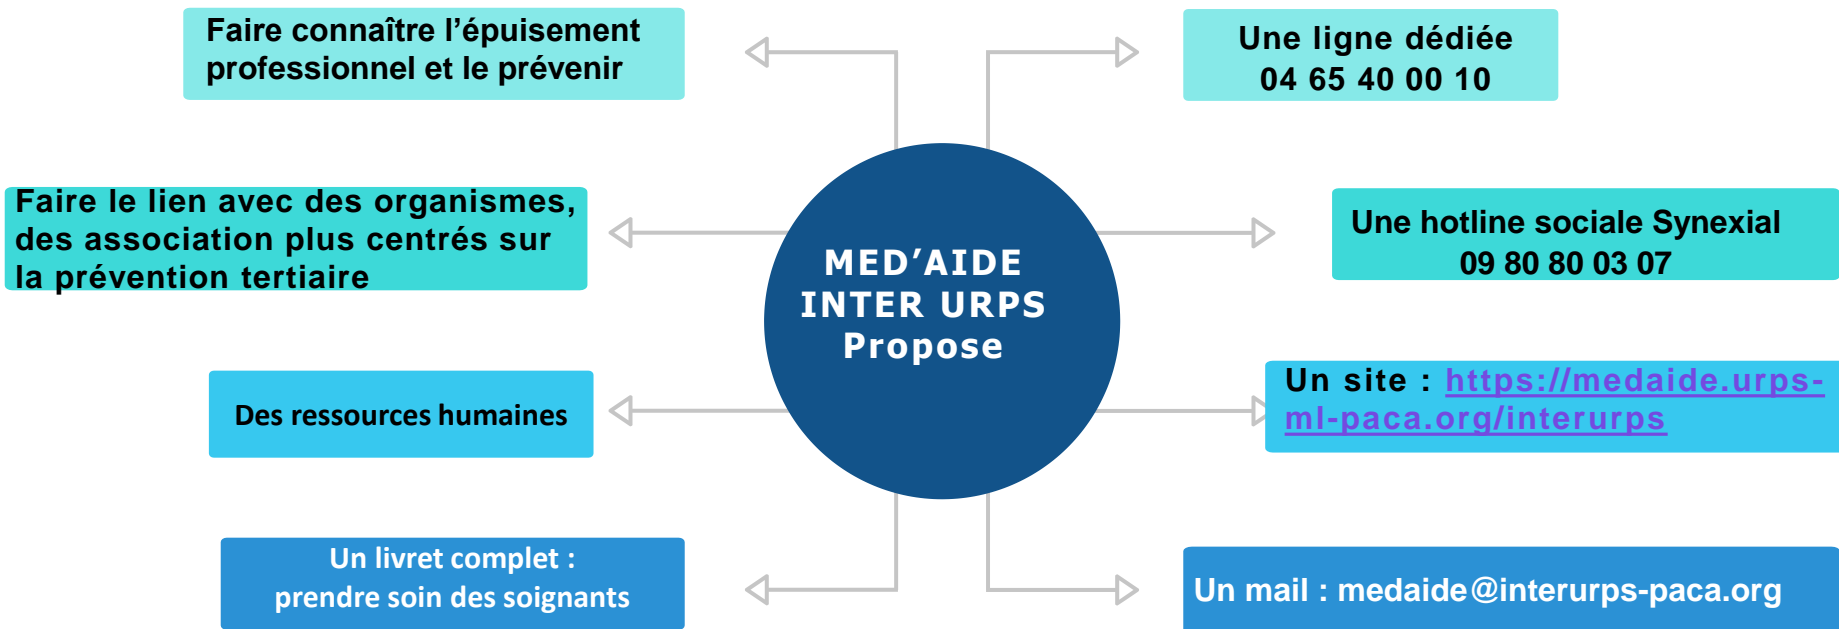 Faire connaître l’épuisement
professionnel et le prévenir
Une ligne dédiée
04 65 40 00 10
Faire le lien avec des organismes,
des association plus centrés sur
la prévention tertiaire
Une hotline sociale Synexial
09 80 80 03 07
MED’AIDE
INTER URPS
Propose
Des ressources humaines
Un site : https://medaide.urps-
ml-paca.org/interurps
Un livret complet :
prendre soin des soignants
Un mail : medaide@interurps-paca.org